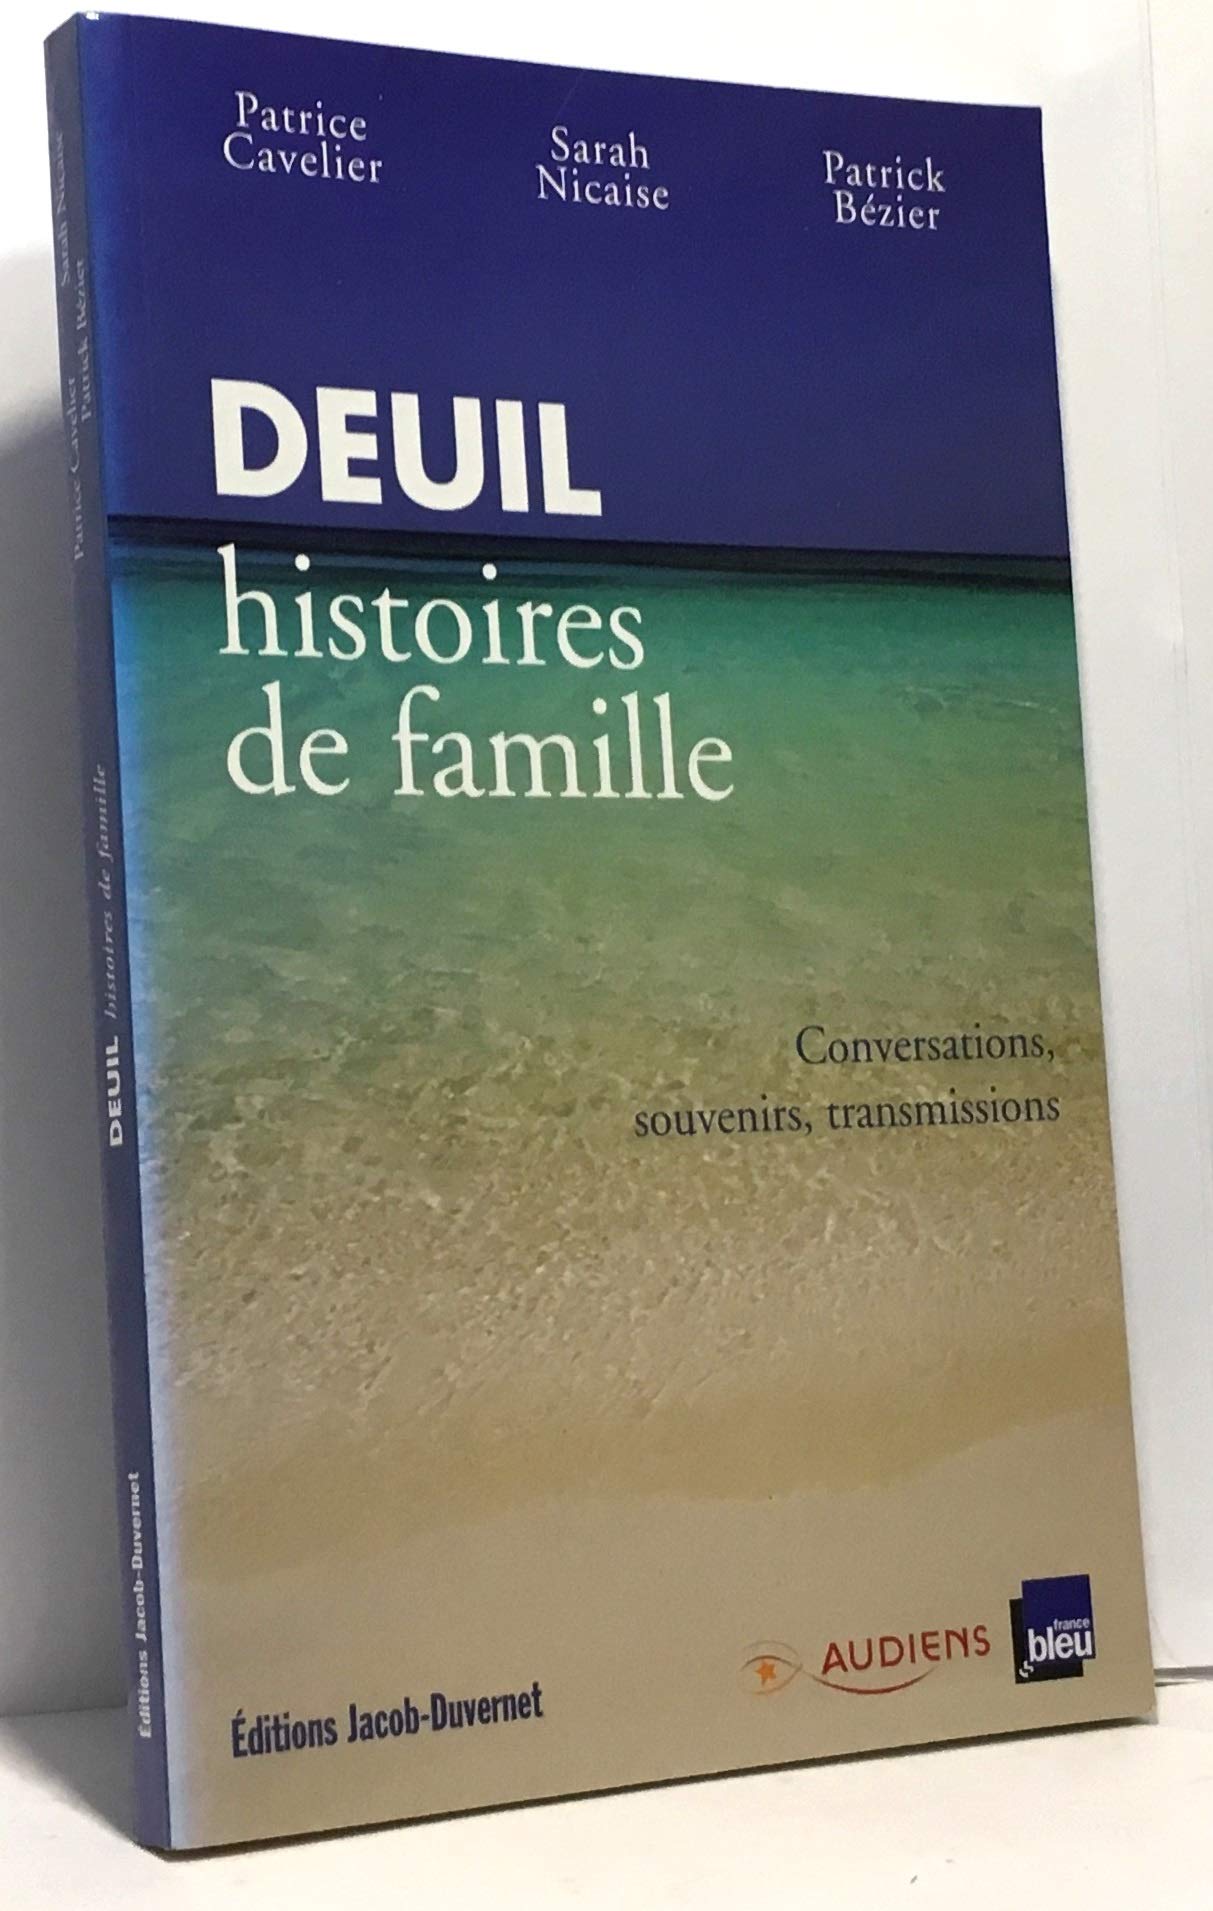 Patrice
Cavelier
Sarah
Nicaise
Patrick
Bézier
DEUIL
histoires
de famille
Conversations,
souvenirs, transmissions
Éditions Jacob-Duvernet
AUDIENS
france
bleu
Patrice Cavelier
Sarah Nicaise
Patrick Bézier
DEUIL histoires de famille
Éditions Jacob-Duvernet